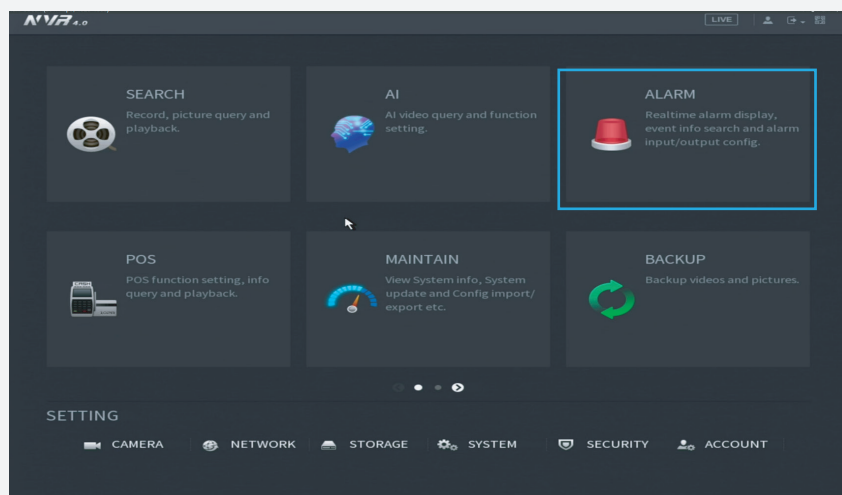 NVR 4.0
LIVE
SEARCH
Record, picture query and
playback.
AI
AI video query and function
setting.
ALARM
Realtime alarm display,
event info search and alarm
input/output config.
POS
POS function setting, info
query and playback.
MAINTAIN
View System info, System
update and Config import/
export etc.
BACKUP
Backup videos and pictures.
SETTING
CAMERA
NETWORK
STORAGE
SYSTEM
SECURITY
ACCOUNT